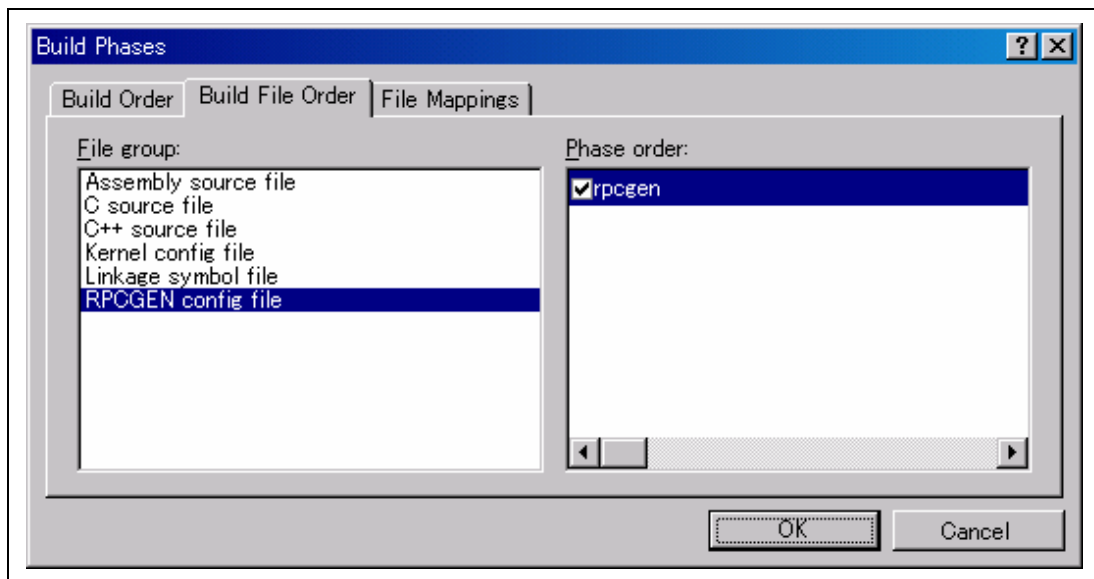 Build Phases
Build Order
Build File Order
File Mappings
File group:
Assembly source file
C source file
C++ source file
Kernel config file
Linkage symbol file
RPCGEN config file
Phase order:
rpcgen
OK
Cancel